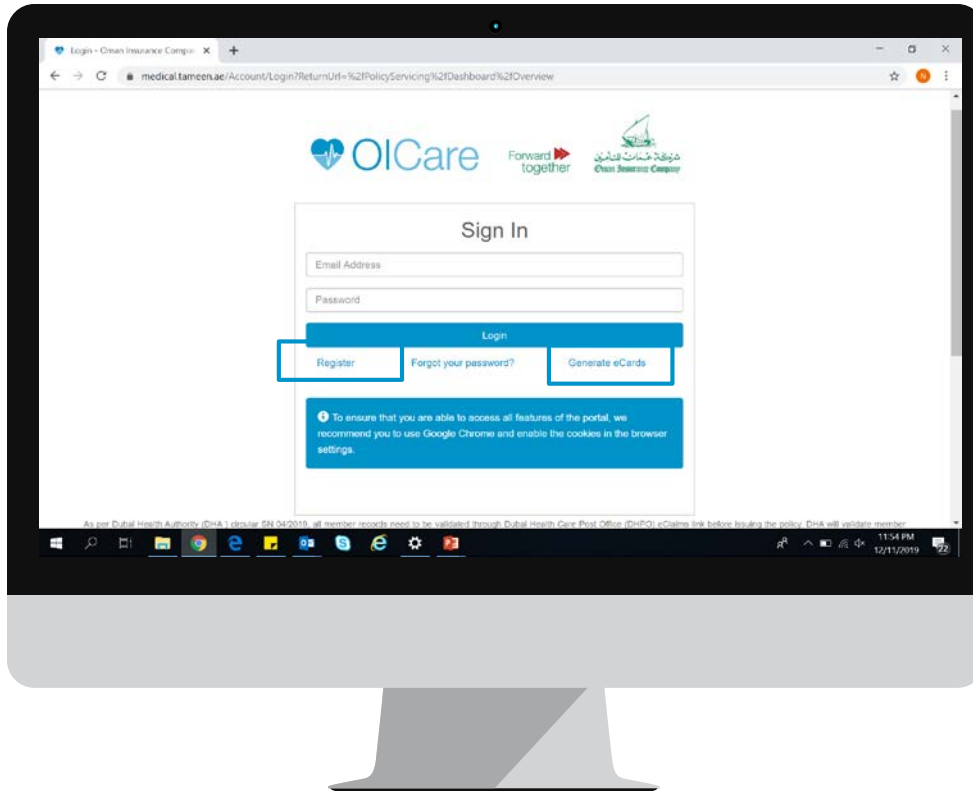 Login - Oman Insurance Compa
medical.tameen.ae/Account/Login?ReturnUrl=%2fPolicyServicing%2fDashboard%2fOverview
N
OICare
Forward
together
شركة عمان للتأمين
Oman Insurance Company
Sign In
Email Address
Password
Login
Register Forgot your password? Generate eCards
To ensure that you are able to access all features of the portal, we
recommend you to use Google Chrome and enable the cookies in the browser
settings.
As per Dubai Health Authority (DHA ) circular SN 04/2019, all member records need to be validated through Dubai Health Care Post Office (DHPO) eClaims link before issuing the policy. DHA will validate member
11:54 PM
12/11/2019
22